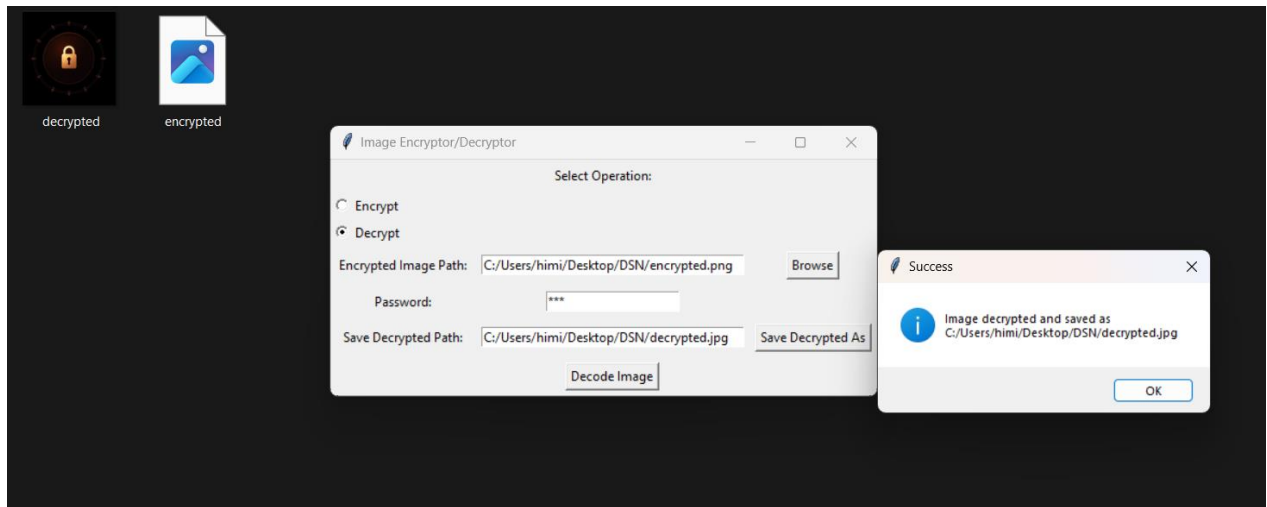 decrypted
encrypted
Image Encryptor/Decryptor
Select Operation:
Encrypt
Decrypt
Encrypted Image Path: C:/Users/himi/Desktop/DSN/encrypted.png Browse
Password: ***
Save Decrypted Path: C:/Users/himi/Desktop/DSN/decrypted.jpg Save Decrypted As
Decode Image
Success
Image decrypted and saved as
C:/Users/himi/Desktop/DSN/decrypted.jpg
OK